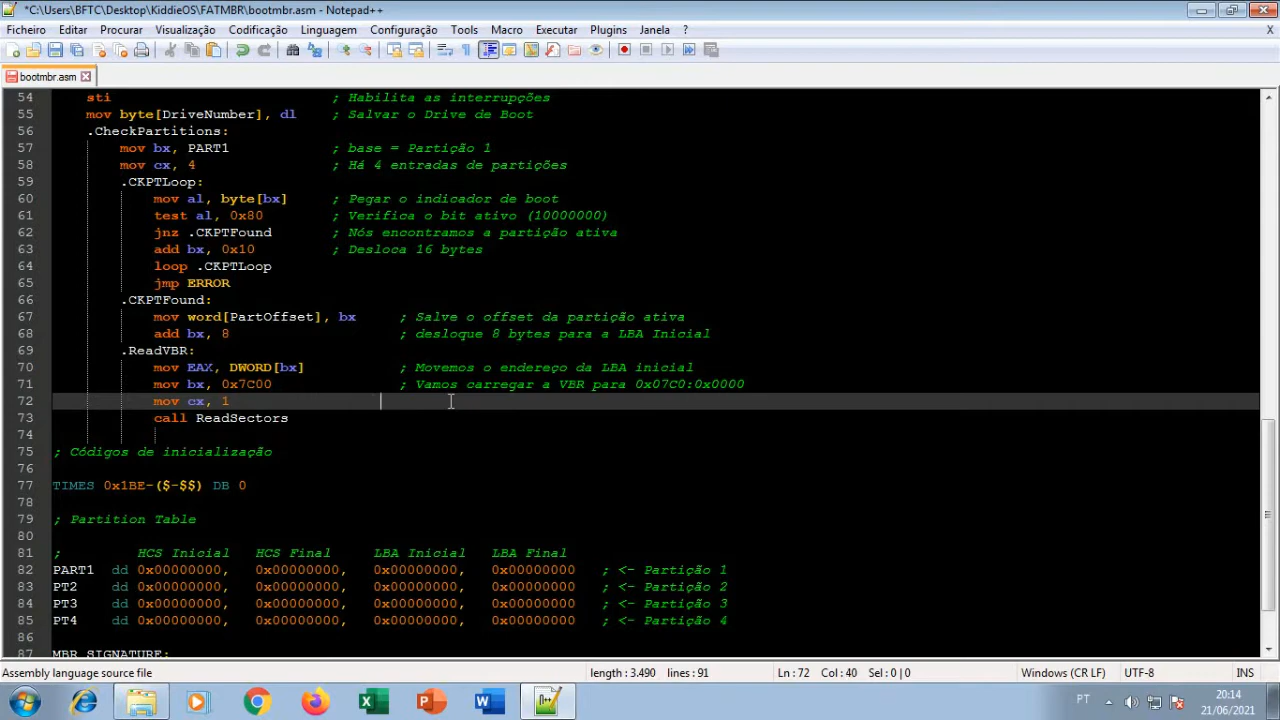 *C:\Users\BFTC\Desktop\KiddieOS\FATMBR\bootmbr.asm - Notepad++
Ficheiro Editar Procurar Visualização Codificação Linguagem Configuração Tools Macro Executar Plugins Janela ? X
bootmbr.asm
54 sti ; Habilita as interrupções
55 mov byte[DriveNumber], dl ; Salvar o Drive de Boot
56 .CheckPartitions:
57 mov bx, PART1 ; base = Partição 1
58 mov cx, 4 ; Há 4 entradas de partições
59 .CKPTLoop:
60 mov al, byte[bx] ; Pegar o indicador de boot
61 test al, 0x80 ; Verifica o bit ativo (10000000)
62 jnz .CKPTFound ; Nós encontramos a partição ativa
63 add bx, 0x10 ; Desloca 16 bytes
64 loop .CKPTLoop
65 jmp ERROR
66 .CKPTFound:
67 mov word[PartOffset], bx ; Salve o offset da partição ativa
68 add bx, 8 ; desloque 8 bytes para a LBA Inicial
69 .ReadVBR:
70 mov EAX, DWORD[bx] ; Movemos o endereço da LBA inicial
71 mov bx, 0x7C00 ; Vamos carregar a VBR para 0x07C0:0x0000
72 mov cx, 1
73 call ReadSectors
74
75 ; Códigos de inicialização
76
77 TIMES 0x1BE-($-$$) DB 0
78
79 ; Partition Table
80
81 ; HCS Inicial HCS Final LBA Inicial LBA Final
82 PART1 dd 0x00000000, 0x00000000, 0x00000000, 0x00000000 ; <- Partição 1
83 PT2 dd 0x00000000, 0x00000000, 0x00000000, 0x00000000 ; <- Partição 2
84 PT3 dd 0x00000000, 0x00000000, 0x00000000, 0x00000000 ; <- Partição 3
85 PT4 dd 0x00000000, 0x00000000, 0x00000000, 0x00000000 ; <- Partição 4
86
87 MBR_SIGNATURE:
Assembly language source file length : 3.490 lines : 91 Ln : 72 Col : 40 Sel : 0 | 0 Windows (CR LF) UTF-8 INS
PT 20:14
21/06/2021